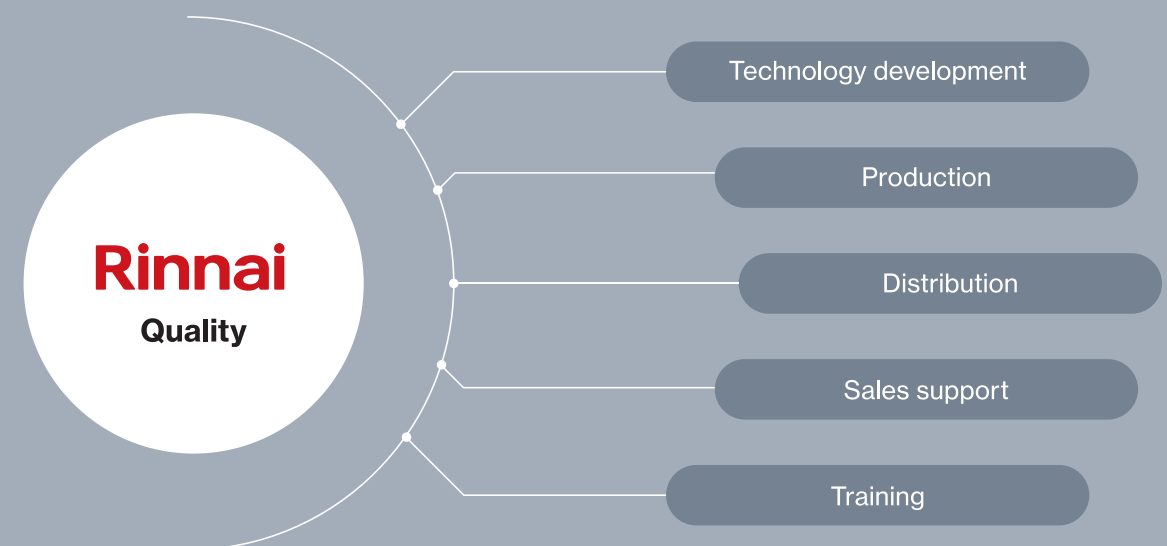 Rinnai
Quality
Technology development
Production
Distribution
Sales support
Training